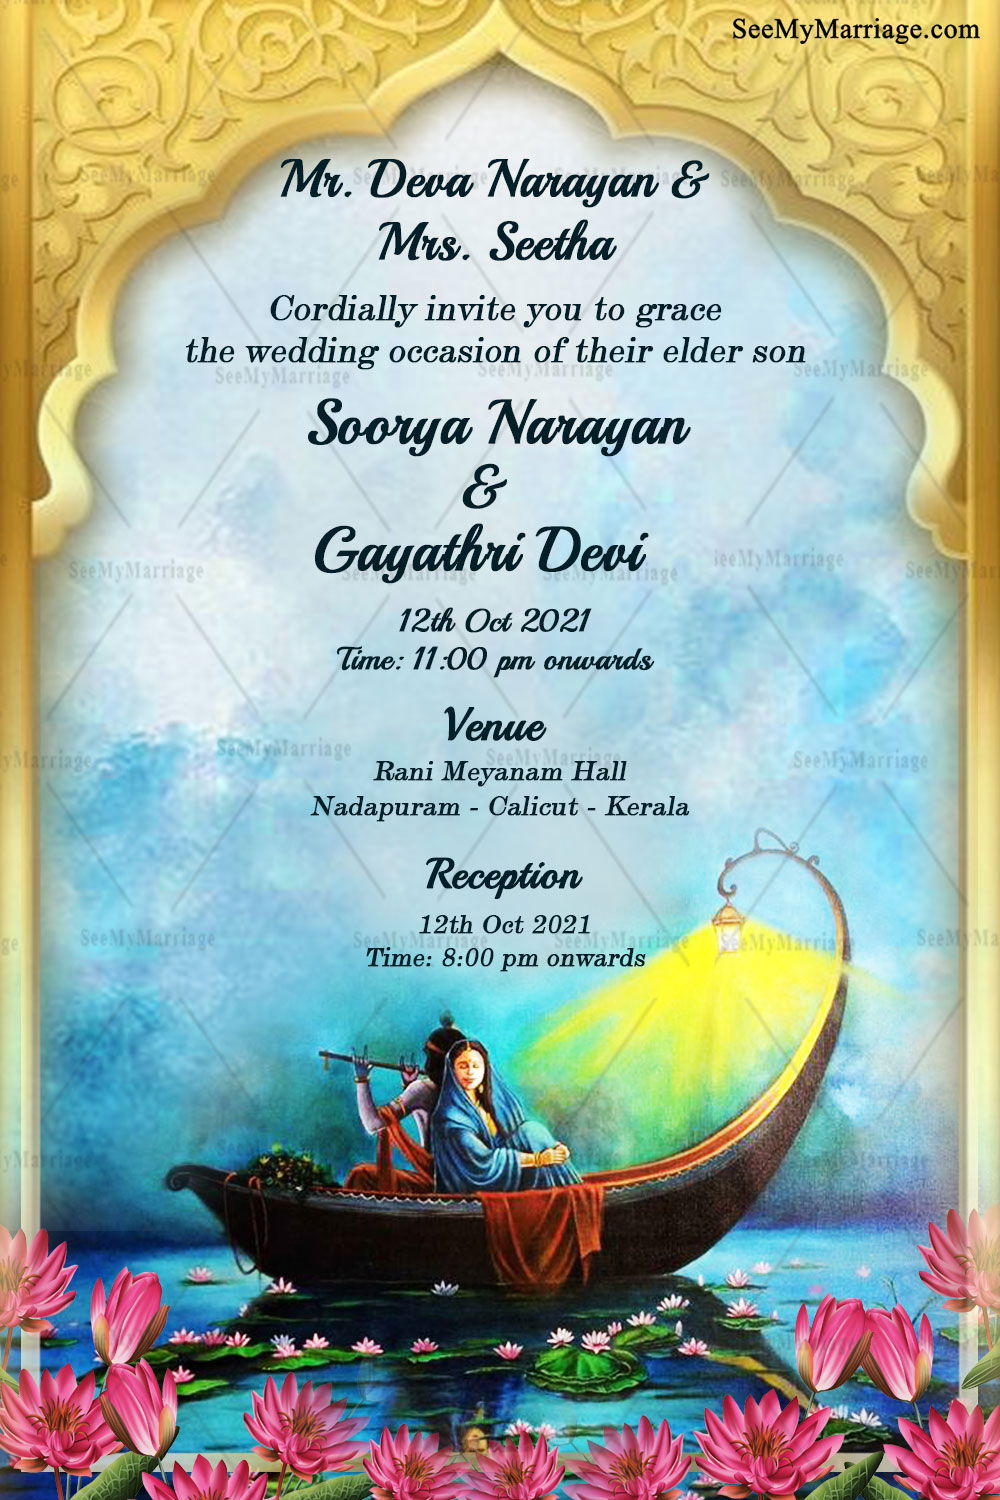 SeeMyMarriage.com
Mr. Deva Narayan &
Mrs. Seetha
Cordially invite you to grace
the wedding occasion of their elder son
Soorya Narayan
&
Gayathri Devi
12th Oct 2021
Time: 11:00 pm onwards
Venue
Rani Meyanam Hall
Nadapuram - Calicut - Kerala
Reception
12th Oct 2021
Time: 8:00 pm onwards
SeeMyMarriage